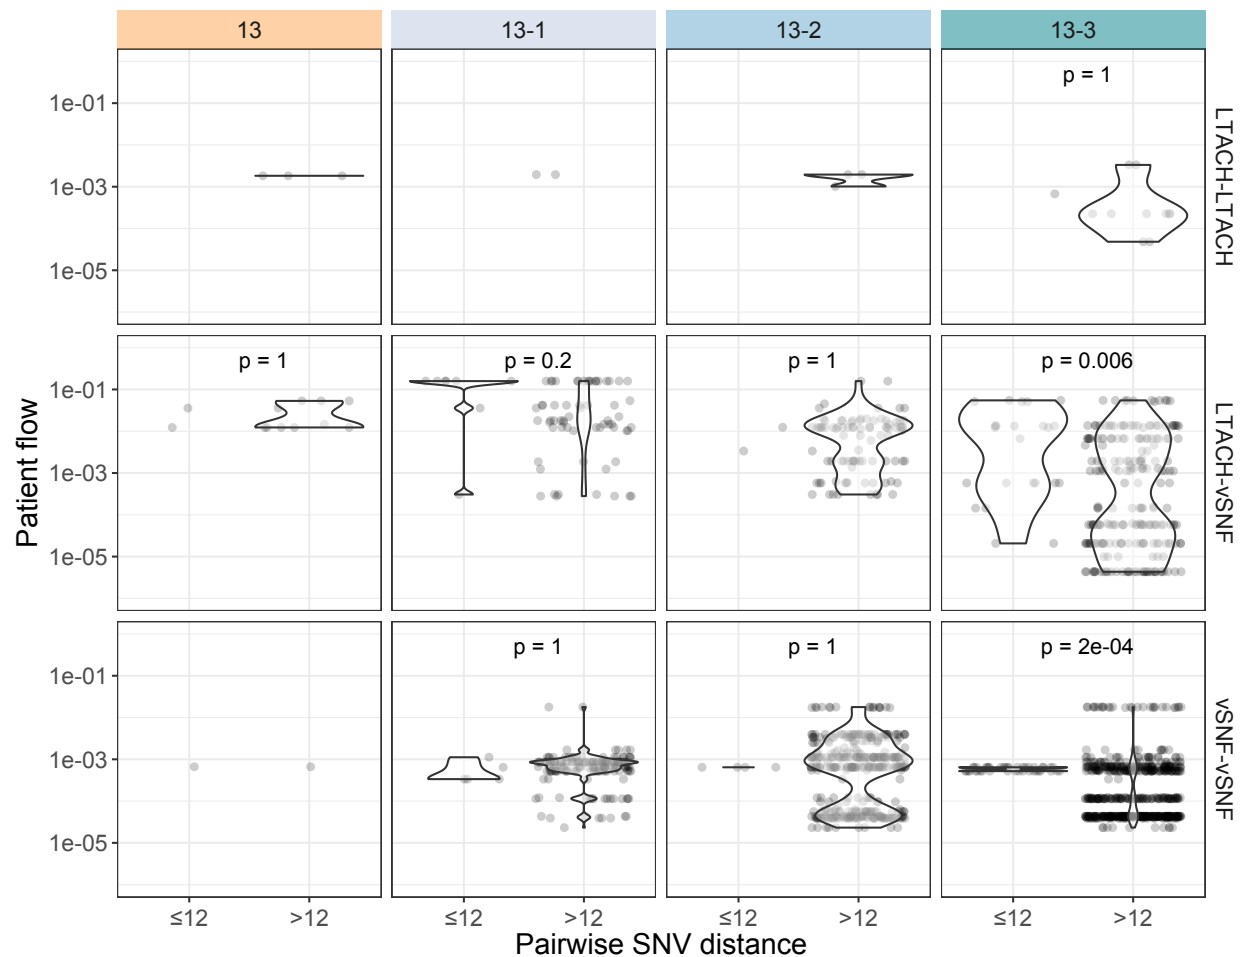 13 13-1 13-2 13-3
p = 1
1e-01
1e-03
1e-05
LTACH-LTACH
p = 1 p = 0.2 p = 1 p = 0.006
1e-01
1e-03
1e-05
LTACH-vSNF
p = 1 p = 1 p = 2e-04
1e-01
1e-03
1e-05
vSNF-vSNF
Patient flow
≤12 >12 ≤12 >12 ≤12 >12 ≤12 >12
Pairwise SNV distance